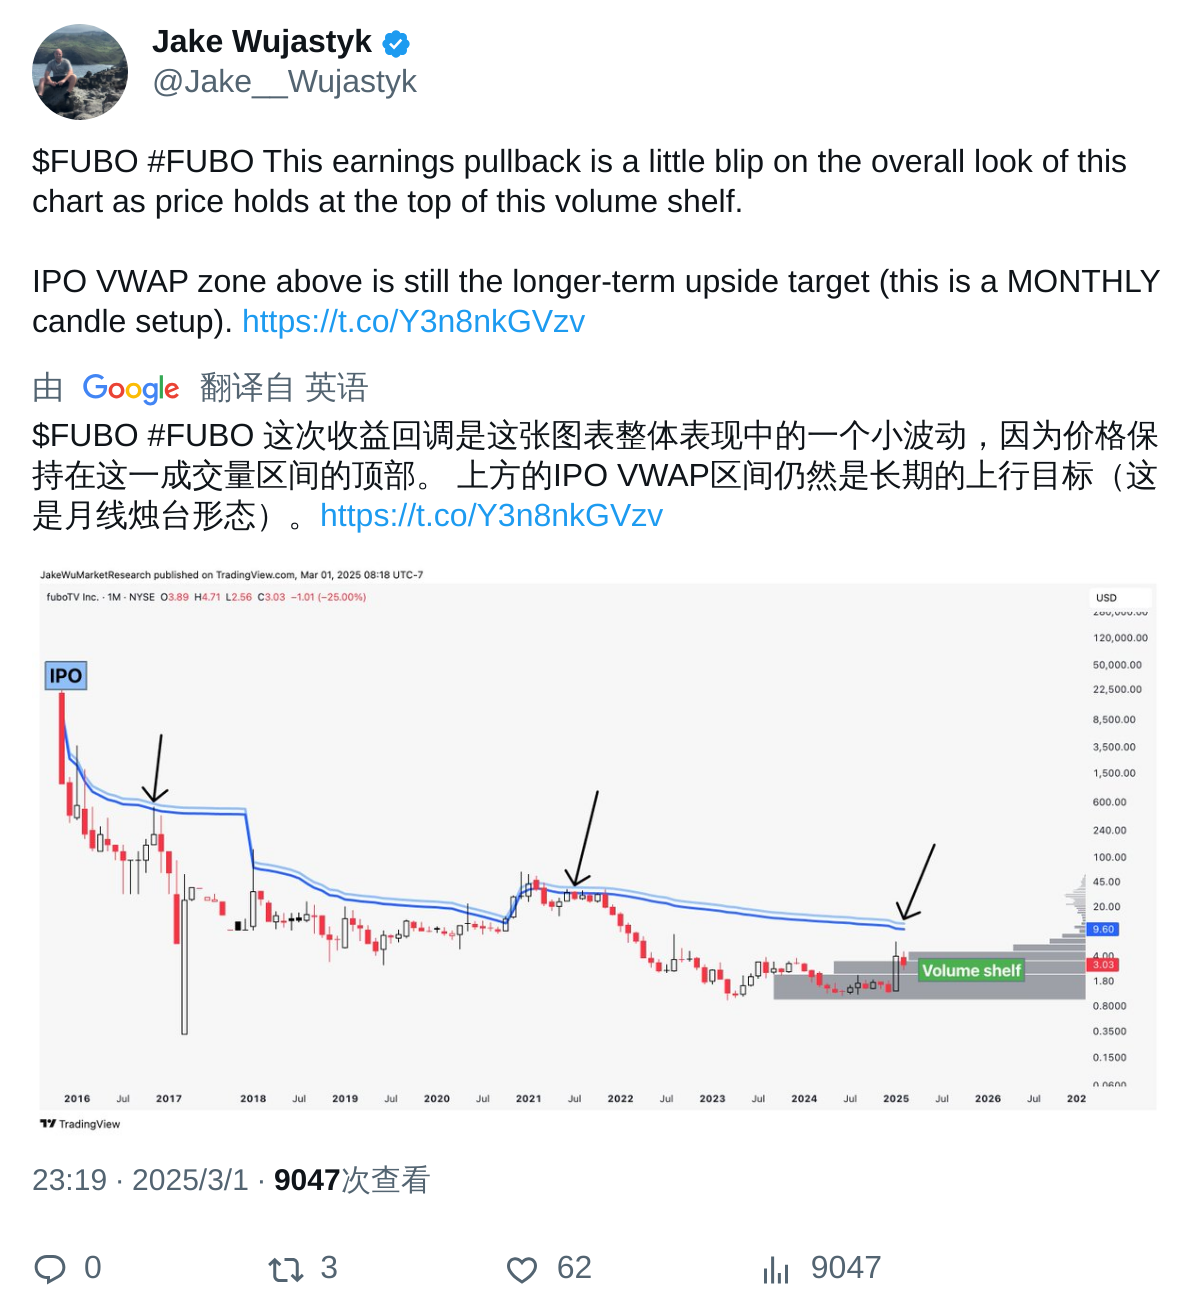 Jake Wujastyk
@Jake__Wujastyk
$FUBO #FUBO This earnings pullback is a little blip on the overall look of this
chart as price holds at the top of this volume shelf.
IPO VWAP zone above is still the longer-term upside target (this is a MONTHLY
candle setup). https://t.co/Y3n8nkGVzv
由 Google 翻译自 英语
$FUBO #FUBO 这次收益回调是这张图表整体表现中的一个小波动，因为价格保
持在这一成交量区间的顶部。 上方的IPO VWAP区间仍然是长期的上行目标（这
是月线烛台形态）。https://t.co/Y3n8nkGVzv
JakeWuMarketResearch published on TradingView.com, Mar 01, 2025 08:18 UTC-7
fuboTV Inc. · 1M · NYSE O3.89 H4.71 L2.56 C3.03 −1.01 (−25.00%)
USD
120,000.00
50,000.00
IPO
22,500.00
8,500.00
3,500.00
1,500.00
600.00
240.00
100.00
45.00
20.00
9.60
4.00
3.03
Volume shelf
1.80
0.8000
0.3500
0.1500
0.0600
2016 Jul 2017 2018 Jul 2019 Jul 2020 Jul 2021 Jul 2022 Jul 2023 Jul 2024 Jul 2025 Jul 2026 Jul 202
TradingView
23:19 · 2025/3/1 · 9047次查看
0 3 62 9047